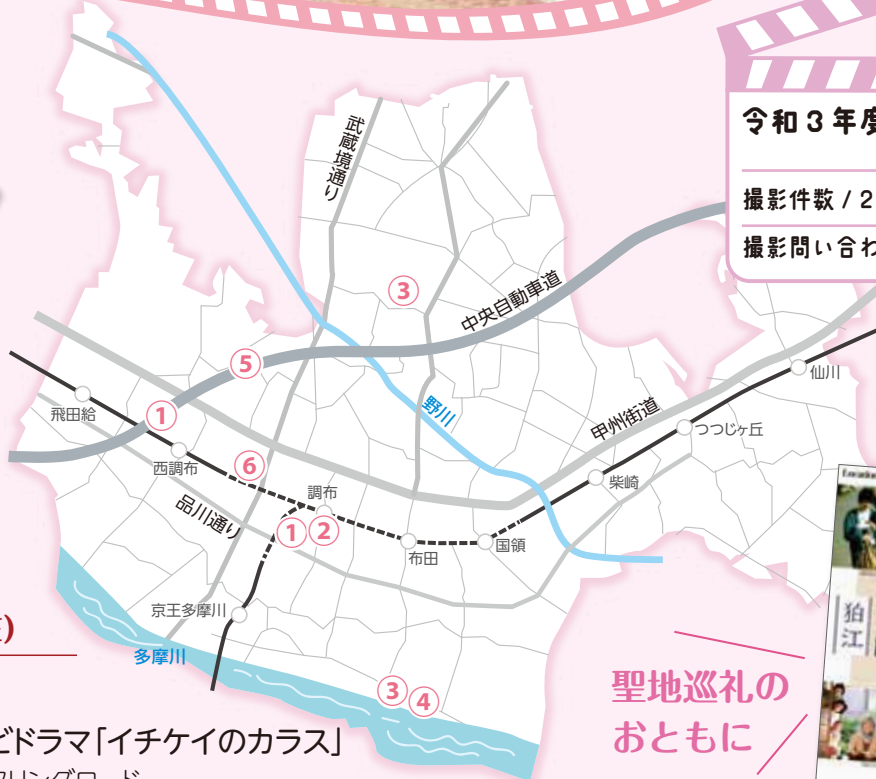 武蔵境通り
令和3年度
撮影件数 / 2
撮影問い合わ
③
中央自動車道
⑤
仙川
野川
甲州街道
つつじヶ丘
飛田給
①
西調布
⑥
調布
柴崎
品川通り
① ②
布田
国領
京王多摩川
多摩川
③ ④
聖地巡礼の
おともに
狛江
ビドラマ「イチケイのカラス」